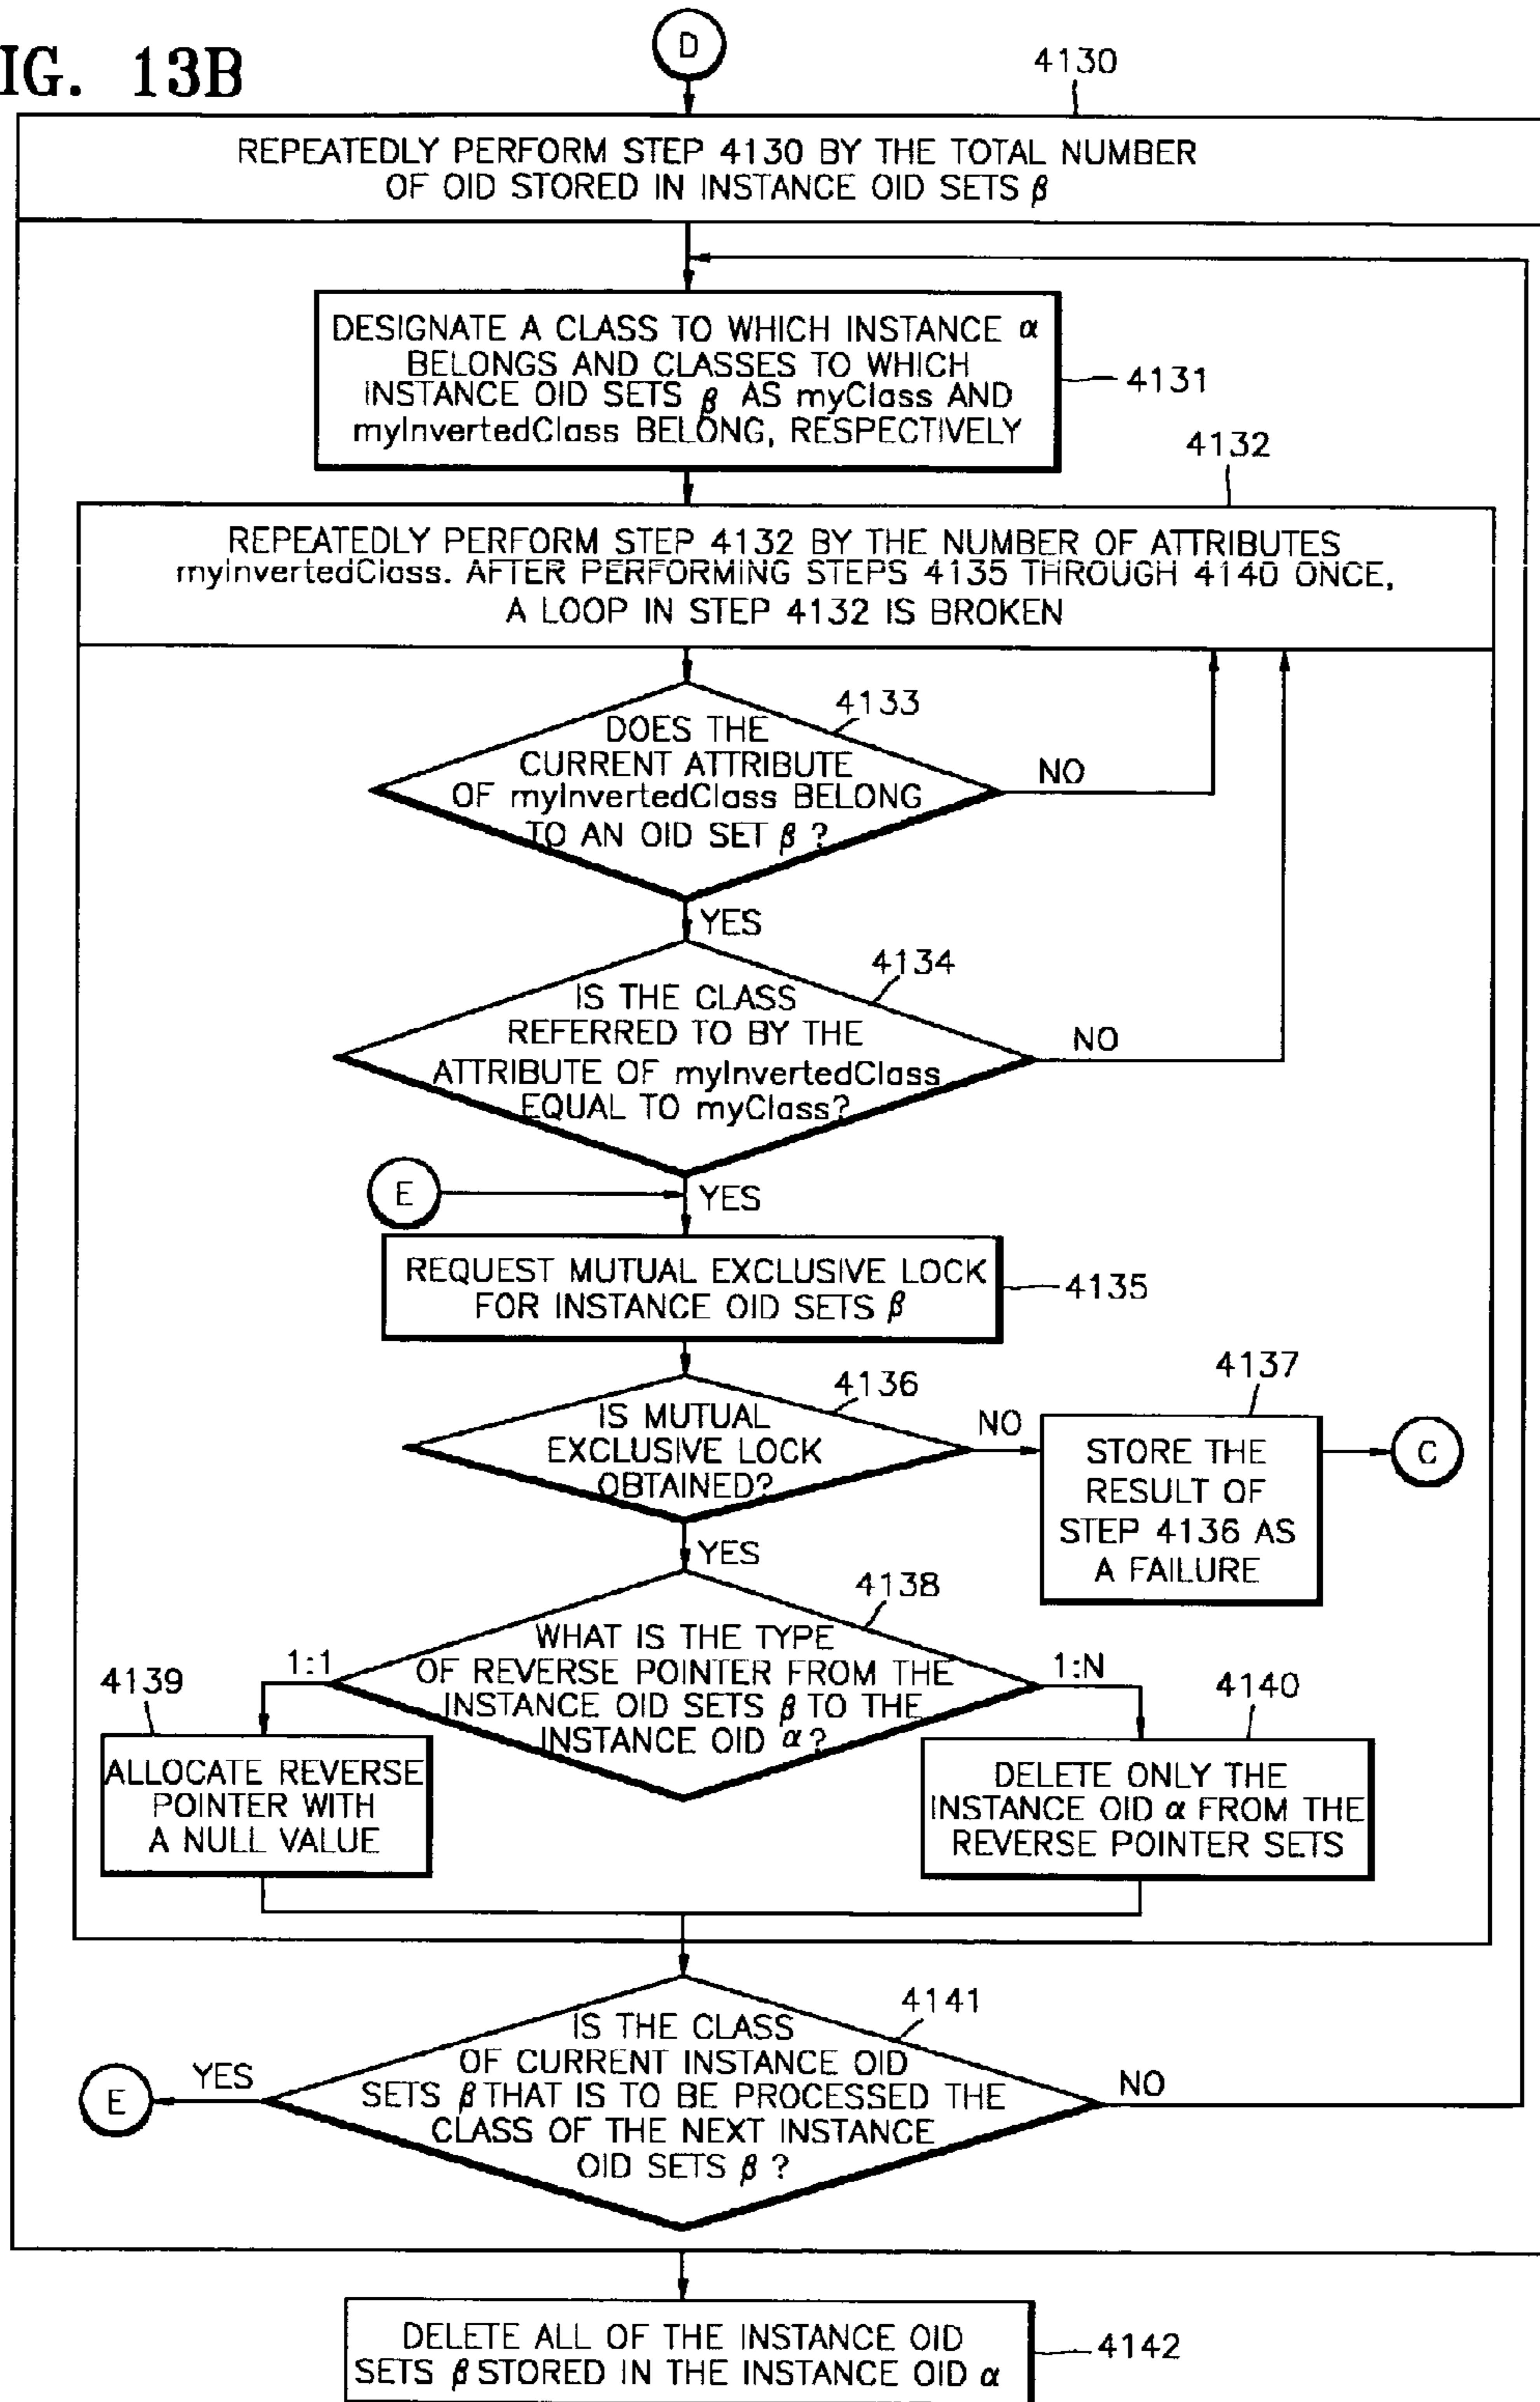 IG. 13B
D
4130
REPEATEDLY PERFORM STEP 4130 BY THE TOTAL NUMBER
OF OID STORED IN INSTANCE OID SETS β
DESIGNATE A CLASS TO WHICH INSTANCE α
BELONGS AND CLASSES TO WHICH
INSTANCE OID SETS β AS myClass AND
myInvertedClass BELONG, RESPECTIVELY
4131
4132
REPEATEDLY PERFORM STEP 4132 BY THE NUMBER OF ATTRIBUTES
myinvertedClass. AFTER PERFORMING STEPS 4135 THROUGH 4140 ONCE,
A LOOP IN STEP 4132 IS BROKEN
4133
DOES THE
CURRENT ATTRIBUTE
OF myInvertedClass BELONG
TO AN OID SET β ?
NO
YES
4134
IS THE CLASS
REFERRED TO BY THE
ATTRIBUTE OF myInvertedClass
EQUAL TO myClass?
NO
E
YES
REQUEST MUTUAL EXCLUSIVE LOCK
FOR INSTANCE OID SETS β
4135
4136
IS MUTUAL
EXCLUSIVE LOCK
OBTAINED?
NO
4137
STORE THE
RESULT OF
STEP 4136 AS
A FAILURE
C
YES
4138
WHAT IS THE TYPE
OF REVERSE POINTER FROM THE
INSTANCE OID SETS β TO THE
INSTANCE OID α?
1:1
1:N
4139
ALLOCATE REVERSE
POINTER WITH
A NULL VALUE
4140
DELETE ONLY THE
INSTANCE OID α FROM THE
REVERSE POINTER SETS
4141
IS THE CLASS
OF CURRENT INSTANCE OID
SETS β THAT IS TO BE PROCESSED THE
CLASS OF THE NEXT INSTANCE
OID SETS β ?
YES
E
NO
DELETE ALL OF THE INSTANCE OID
SETS β STORED IN THE INSTANCE OID α
4142